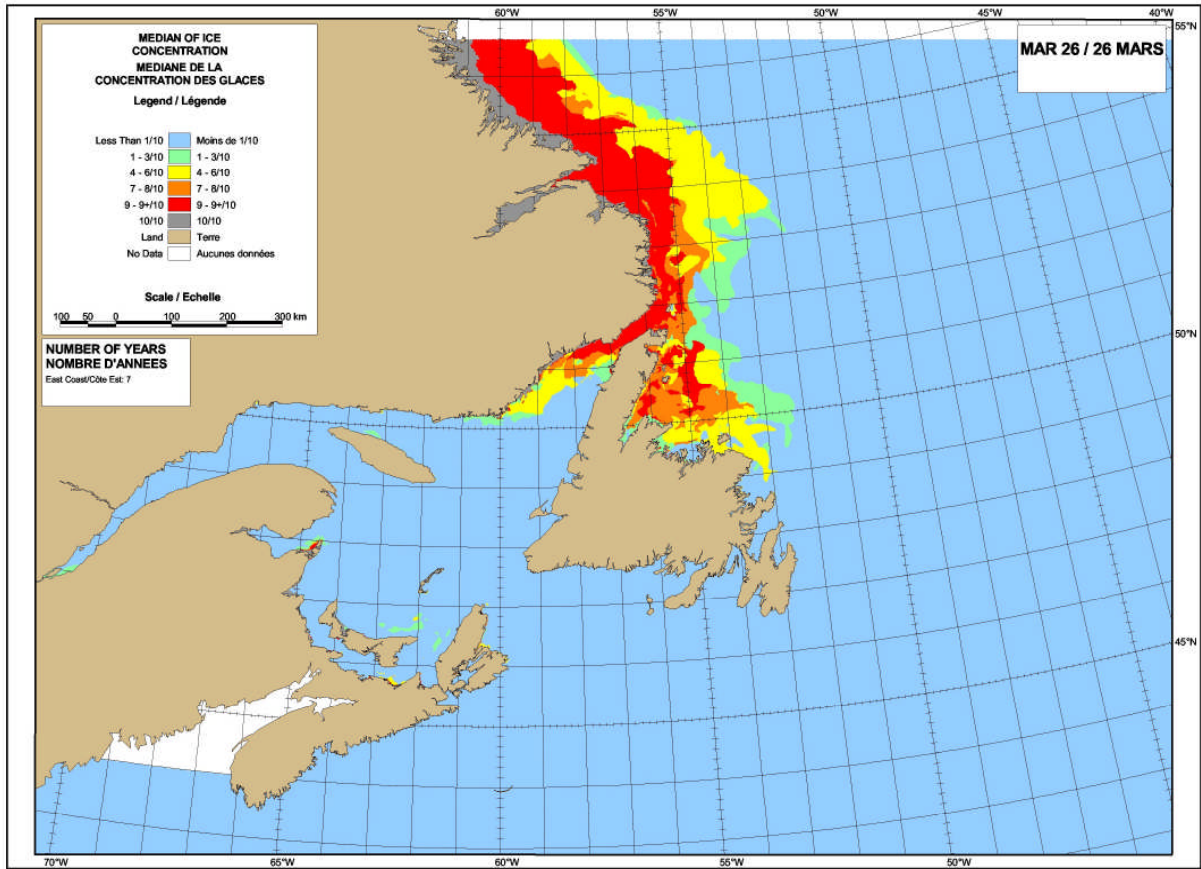 60°W 55°W 50°W 45°W 40°W
MEDIAN OF ICE
CONCENTRATION
MEDIANE DE LA
CONCENTRATION DES GLACES
Legend / Légende
Less Than 1/10 Moins de 1/10
1 - 3/10 1 - 3/10
4 - 6/10 4 - 6/10
7 - 8/10 7 - 8/10
9 - 9+/10 9 - 9+/10
10/10 10/10
Land Terre
No Data Aucunes données
Scale / Echelle
100 50 0 100 200 300 km
NUMBER OF YEARS
NOMBRE D'ANNEES
East Coast/Côte Est: 7
MAR 26 / 26 MARS
55°N
50°N
45°N
70°W 65°W 60°W 55°W 50°W